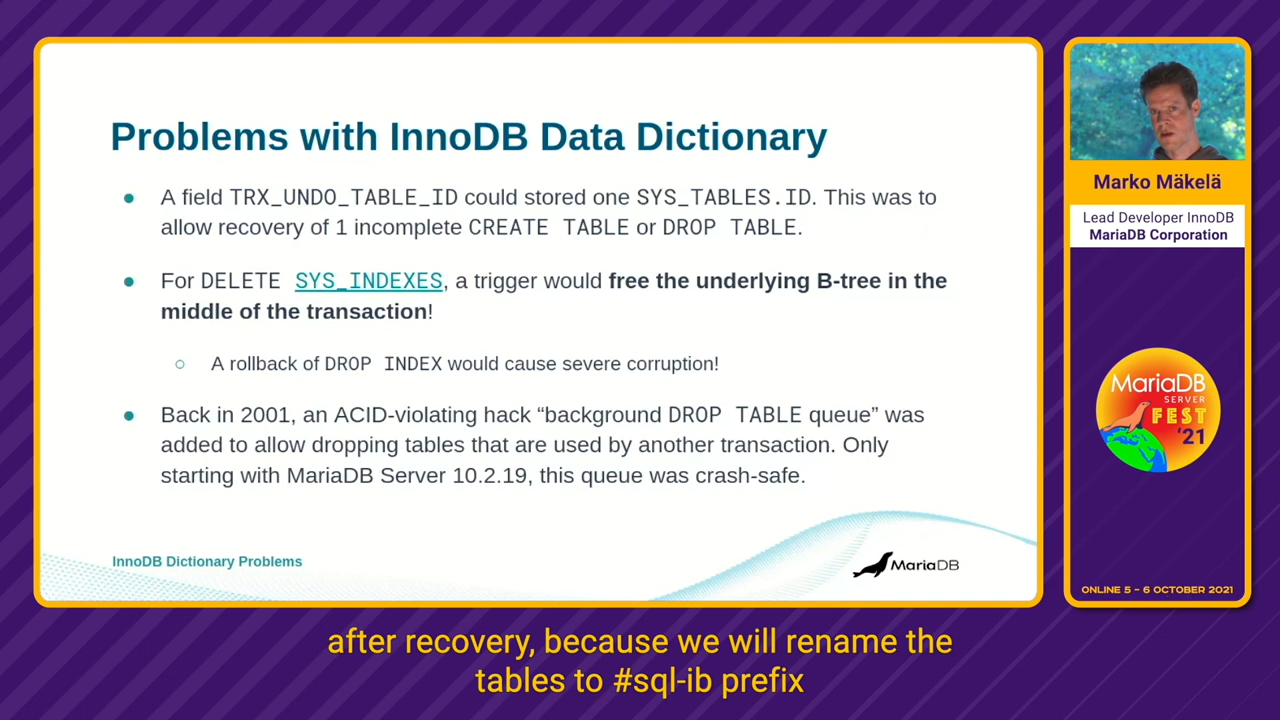 Problems with InnoDB Data Dictionary
● A field TRX_UNDO_TABLE_ID could stored one SYS_TABLES.ID. This was to
allow recovery of 1 incomplete CREATE TABLE or DROP TABLE.
● For DELETE SYS_INDEXES, a trigger would free the underlying B-tree in the
middle of the transaction!
○ A rollback of DROP INDEX would cause severe corruption!
● Back in 2001, an ACID-violating hack “background DROP TABLE queue” was
added to allow dropping tables that are used by another transaction. Only
starting with MariaDB Server 10.2.19, this queue was crash-safe.
InnoDB Dictionary Problems
MariaDB
Marko Mäkelä
Lead Developer InnoDB
MariaDB Corporation
MariaDB
SERVER
FEST
'21
ONLINE 5 – 6 OCTOBER 2021
after recovery, because we will rename the
tables to #sql-ib prefix